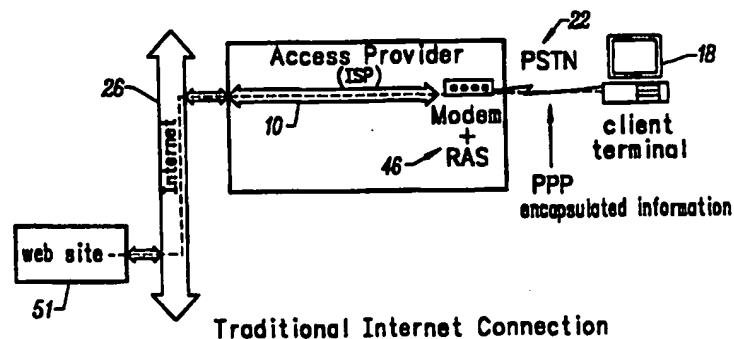 22
Access Provider
(ISP)
PSTN
18
26
10
Internet
Modem
+
RAS
46
client
terminal
PPP
encapsulated information
web site
51
Traditional Internet Connection